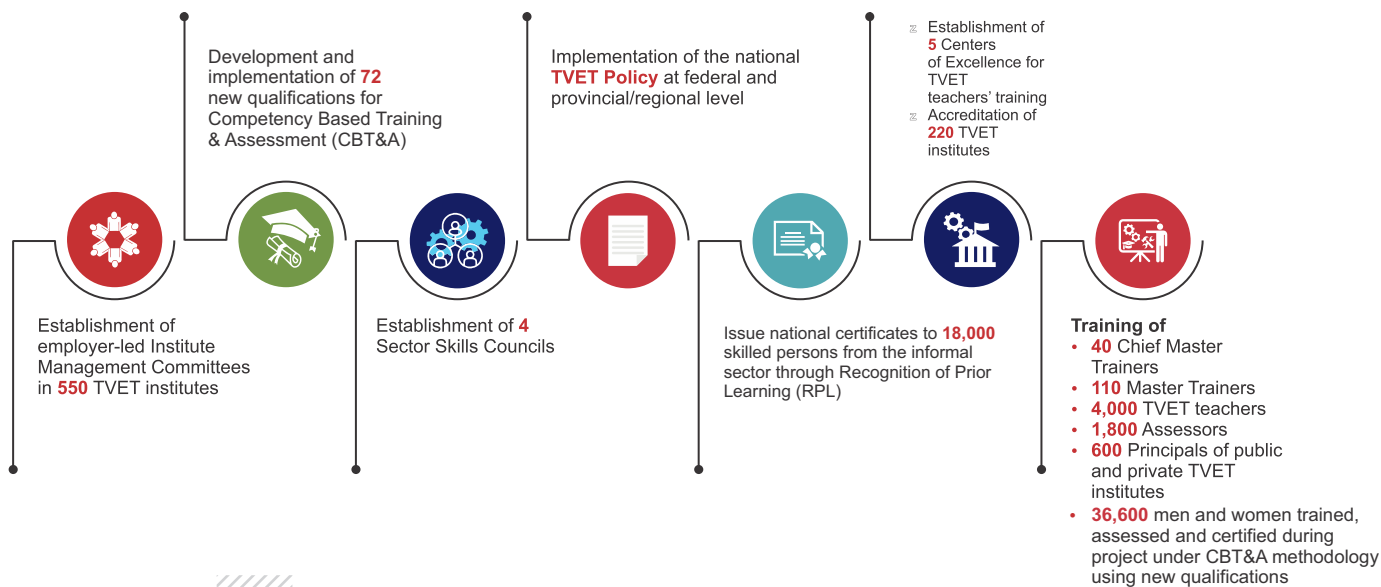 Establishment of
employer-led Institute
Management Committees
in 550 TVET institutes
Development and
implementation of 72
new qualifications for
Competency Based Training
& Assessment (CBT&A)
Establishment of 4
Sector Skills Councils
Implementation of the national
TVET Policy at federal and
provincial/regional level
Issue national certificates to 18,000
skilled persons from the informal
sector through Recognition of Prior
Learning (RPL)
Establishment of
5 Centers
of Excellence for
TVET
teachers’ training
Accreditation of
220 TVET
institutes
Training of
• 40 Chief Master
Trainers
• 110 Master Trainers
• 4,000 TVET teachers
• 1,800 Assessors
• 600 Principals of public
and private TVET
institutes
• 36,600 men and women trained,
assessed and certified during
project under CBT&A methodology
using new qualifications